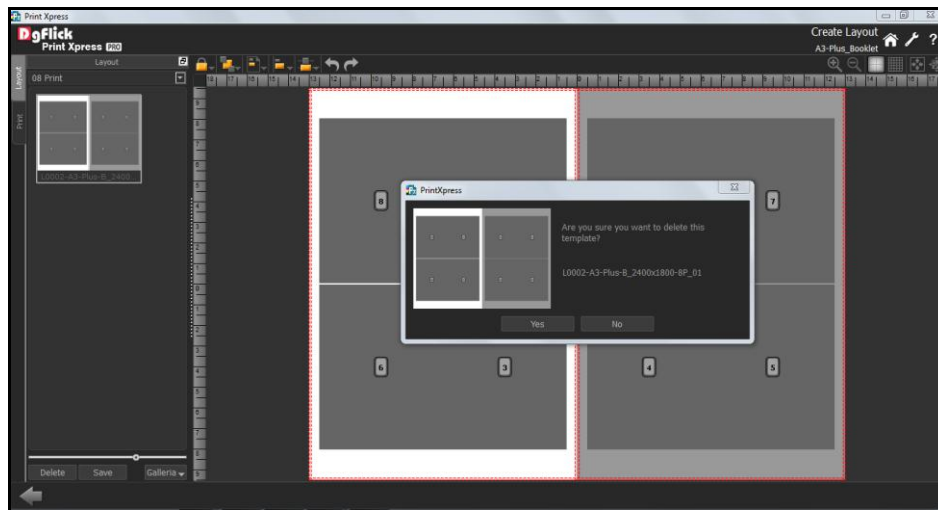 Print Xpress
DgFlick
Print Xpress PRO
Create Layout
A3-Plus_Booklet
?
Layout
Layout
08 Print
Print
L0002-A3-Plus-B_2400...
8
7
6
3
4
5
PrintXpress
Are you sure you want to delete this
template?
L0002-A3-Plus-B_2400x1800-8P_01
Yes
No
Delete
Save
Galleria